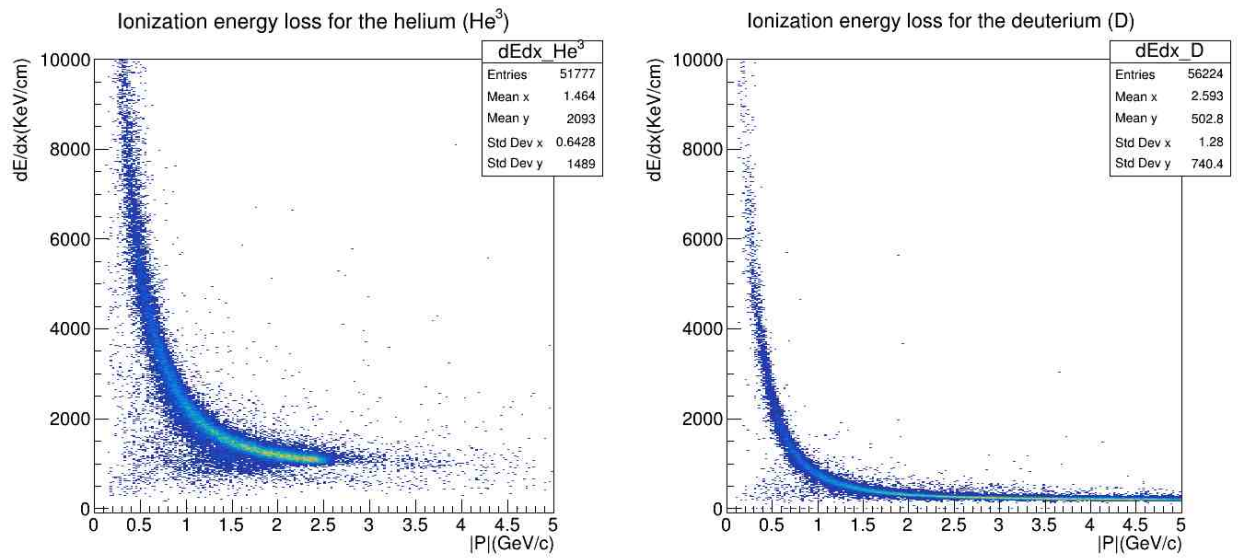 Ionization energy loss for the helium (He³)
dEdx_He³
Entries 51777
Mean x 1.464
Mean y 2093
Std Dev x 0.6428
Std Dev y 1489
dE/dx(KeV/cm)
10000
8000
6000
4000
2000
0
0 0.5 1 1.5 2 2.5 3 3.5 4 4.5 5
|P|(GeV/c)
Ionization energy loss for the deuterium (D)
dEdx_D
Entries 56224
Mean x 2.593
Mean y 502.8
Std Dev x 1.28
Std Dev y 740.4
dE/dx(KeV/cm)
10000
8000
6000
4000
2000
0
0 0.5 1 1.5 2 2.5 3 3.5 4 4.5 5
|P|(GeV/c)